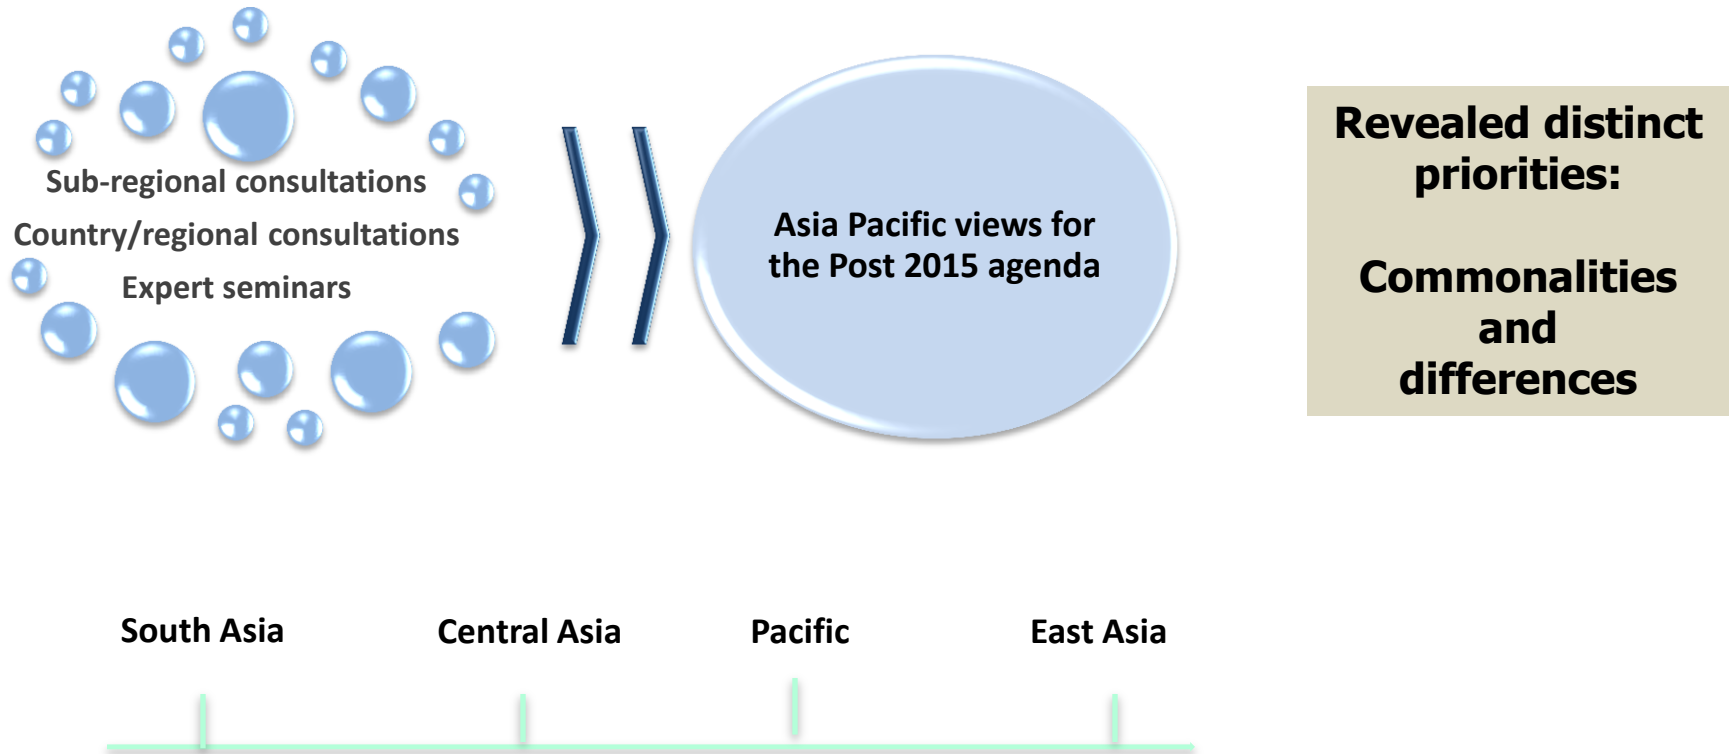 Sub-regional consultations
Country/regional consultations
Expert seminars
Asia Pacific views for
the Post 2015 agenda
Revealed distinct
priorities:
Commonalities
and
differences
South Asia
Central Asia
Pacific
East Asia